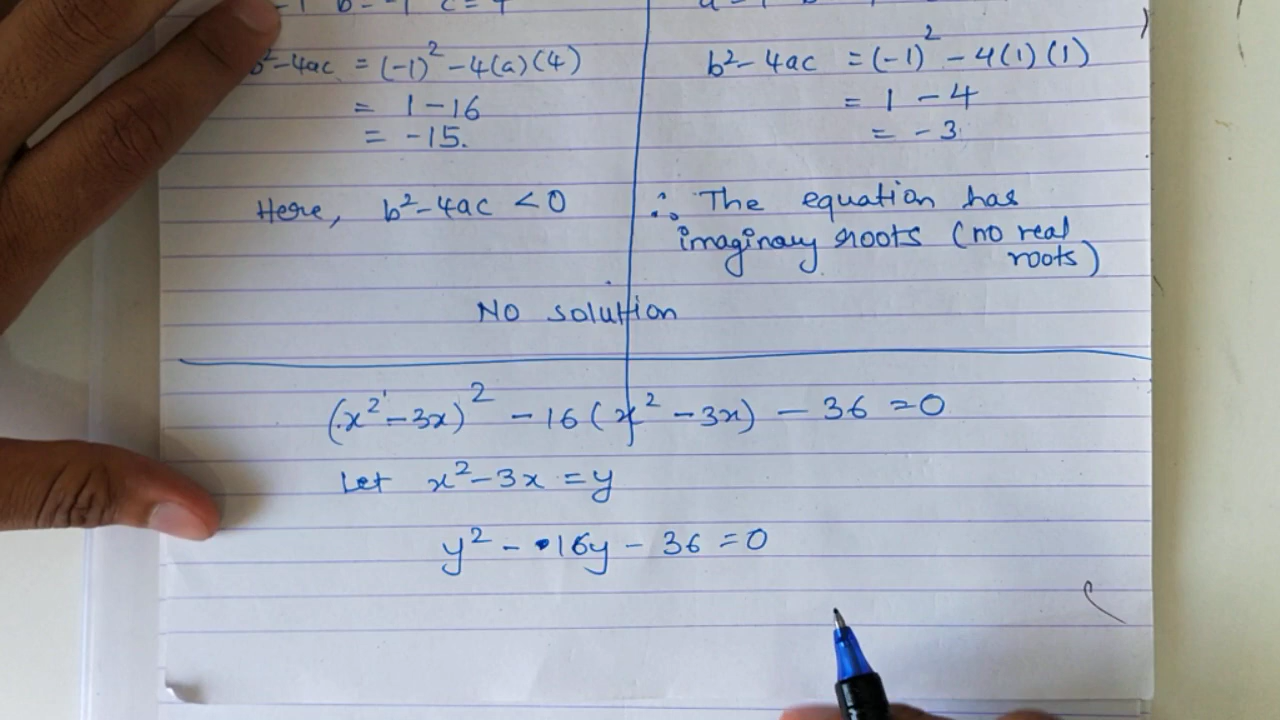 b = -1 c = 4
b²-4ac = (-1)² - 4(a)(4)
= 1 - 16
= -15.
Here, b²-4ac < 0
b² - 4ac = (-1)² - 4(1)(1)
= 1 - 4
= -3
∴ The equation has
imaginary roots (no real
roots)
No solution
(x² - 3x)² - 16(x² - 3x) - 36 = 0
Let x² - 3x = y
y² - 16y - 36 = 0